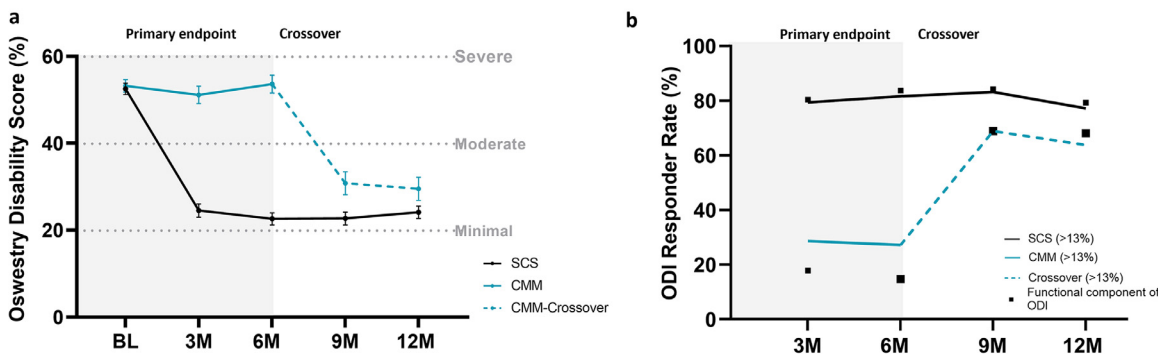 a
Primary endpoint
Crossover
Oswestry Disability Score (%)
60
40
20
0
Severe
Moderate
Minimal
BL
3M
6M
9M
12M
SCS
CMM
CMM-Crossover
b
Primary endpoint
Crossover
ODI Responder Rate (%)
100
80
60
40
20
0
3M
6M
9M
12M
SCS (>13%)
CMM (>13%)
Crossover (>13%)
Functional component of
ODI